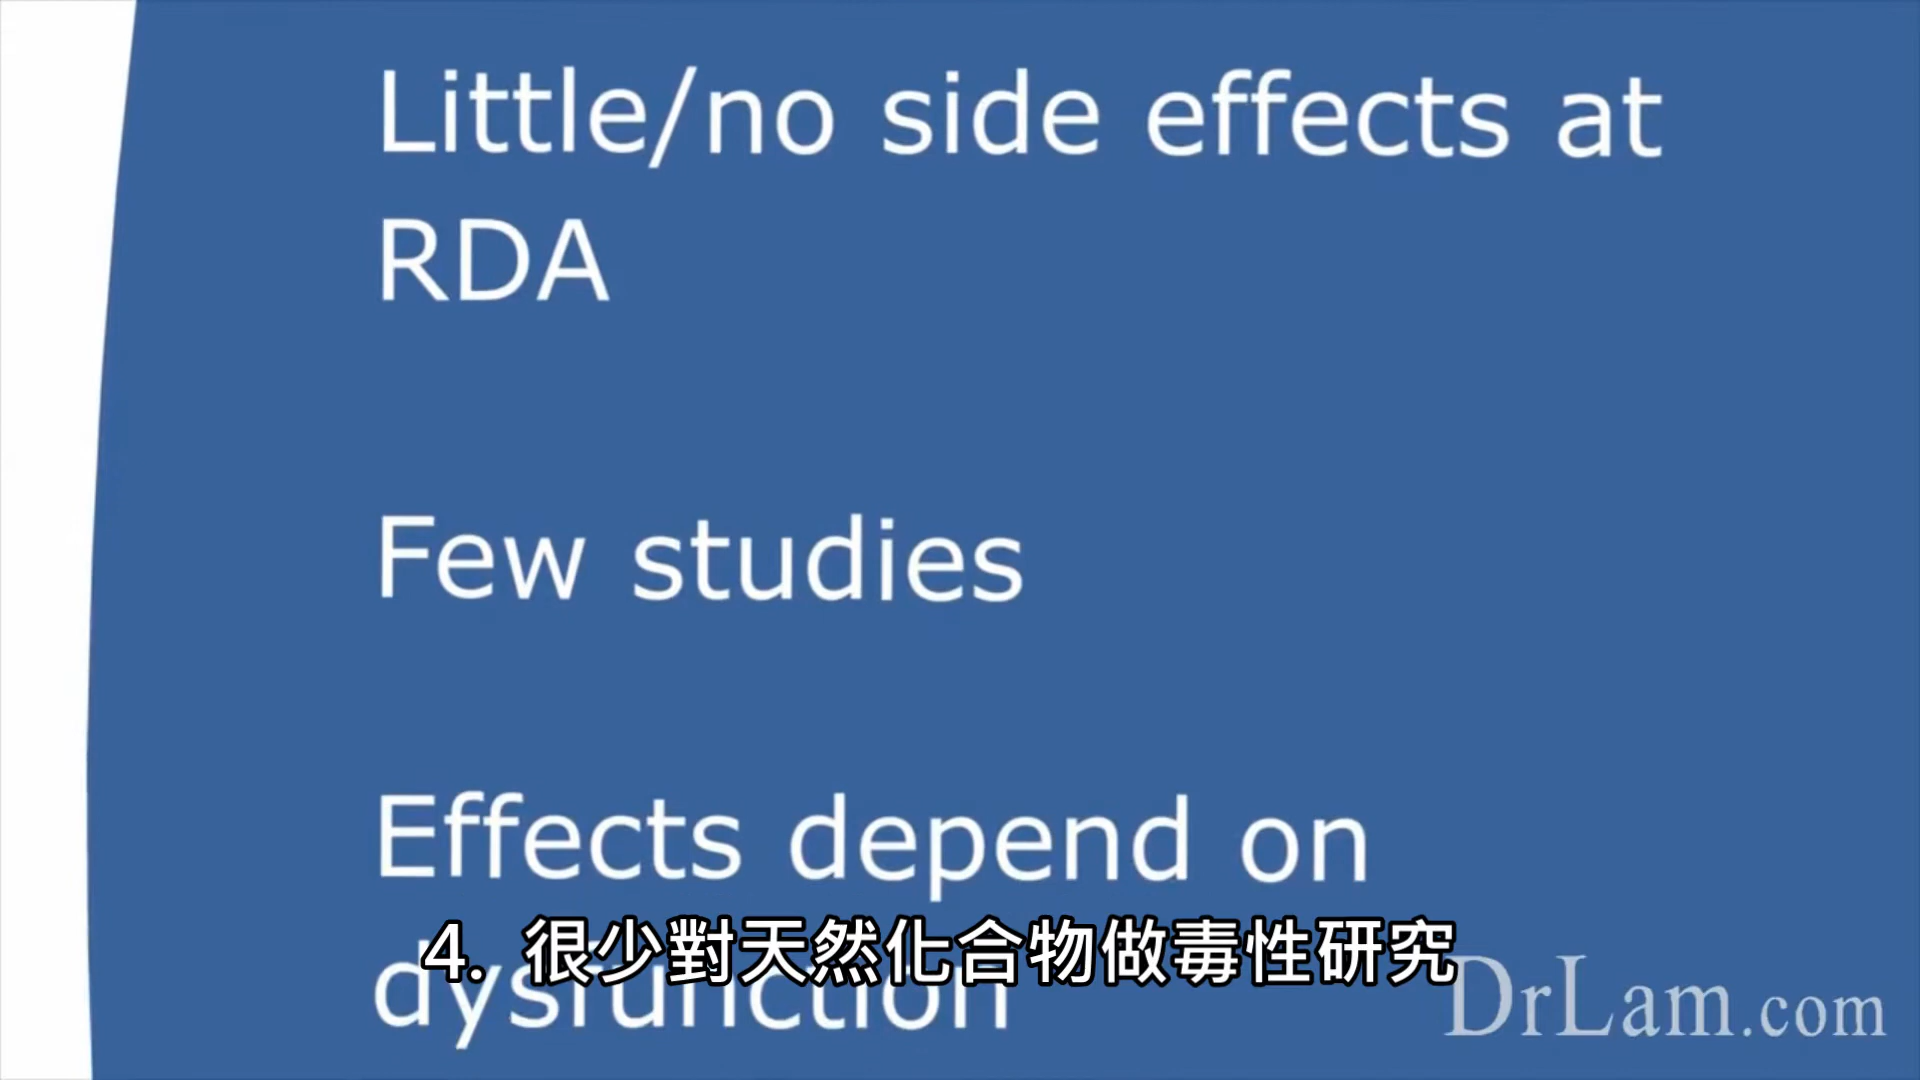 Little/no side effects at
RDA
Few studies
Effects depend on
dysfunction
4. 很少對天然化合物做毒性研究
DrLam.com